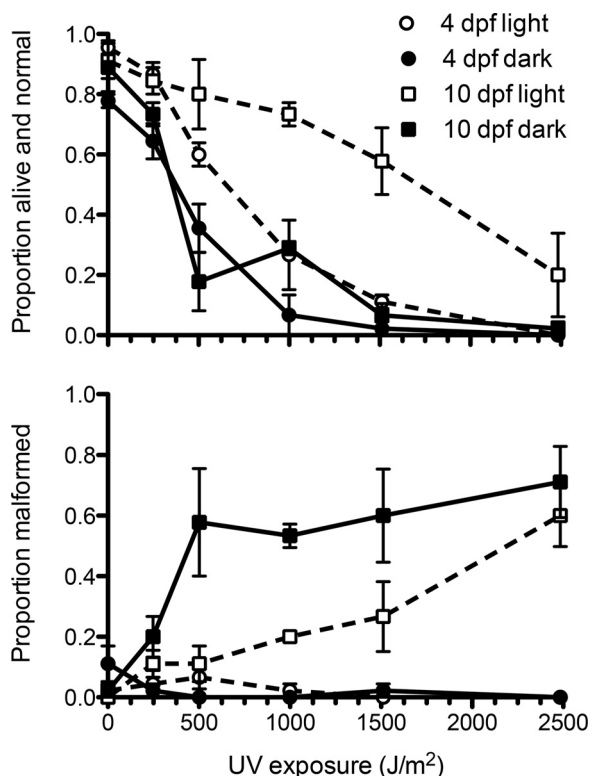 4 dpf light
4 dpf dark
10 dpf light
10 dpf dark
Proportion alive and normal
1.0
0.8
0.6
0.4
0.2
0.0
Proportion malformed
1.0
0.8
0.6
0.4
0.2
0.0
0 500 1000 1500 2000 2500
UV exposure (J/m²)